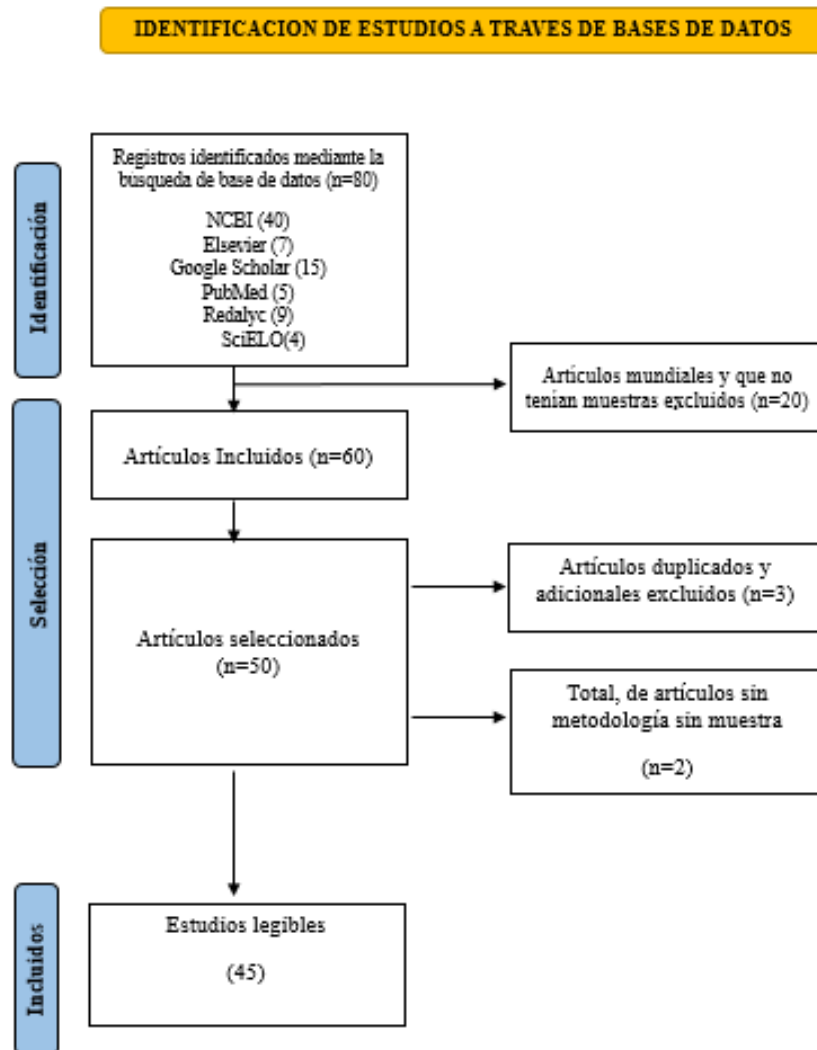 IDENTIFICACION DE ESTUDIOS A TRAVES DE BASES DE DATOS
Identificación
Registros identificados mediante la
búsqueda de base de datos (n=80)
NCBI (40)
Elsevier (7)
Google Scholar (15)
PubMed (5)
Redalyc (9)
SciELO(4)
Artículos mundiales y que no
tenían muestras excluidos (n=20)
Selección
Artículos Incluidos (n=60)
Artículos seleccionados
(n=50)
Artículos duplicados y
adicionales excluidos (n=3)
Total, de artículos sin
metodología sin muestra
(n=2)
Incluidos
Estudios legibles
(45)